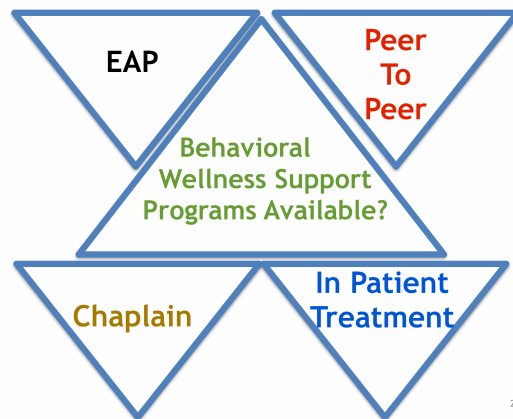 EAP
Peer
To
Peer
Behavioral
Wellness Support
Programs Available?
Chaplain
In Patient
Treatment